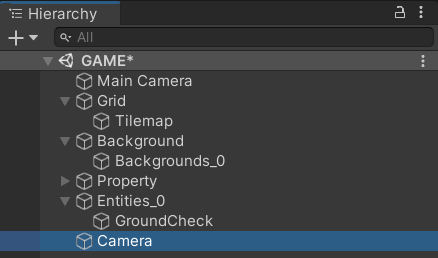 Hierarchy
All
GAME*
Main Camera
Grid
Tilemap
Background
Backgrounds_0
Property
Entities_0
GroundCheck
Camera